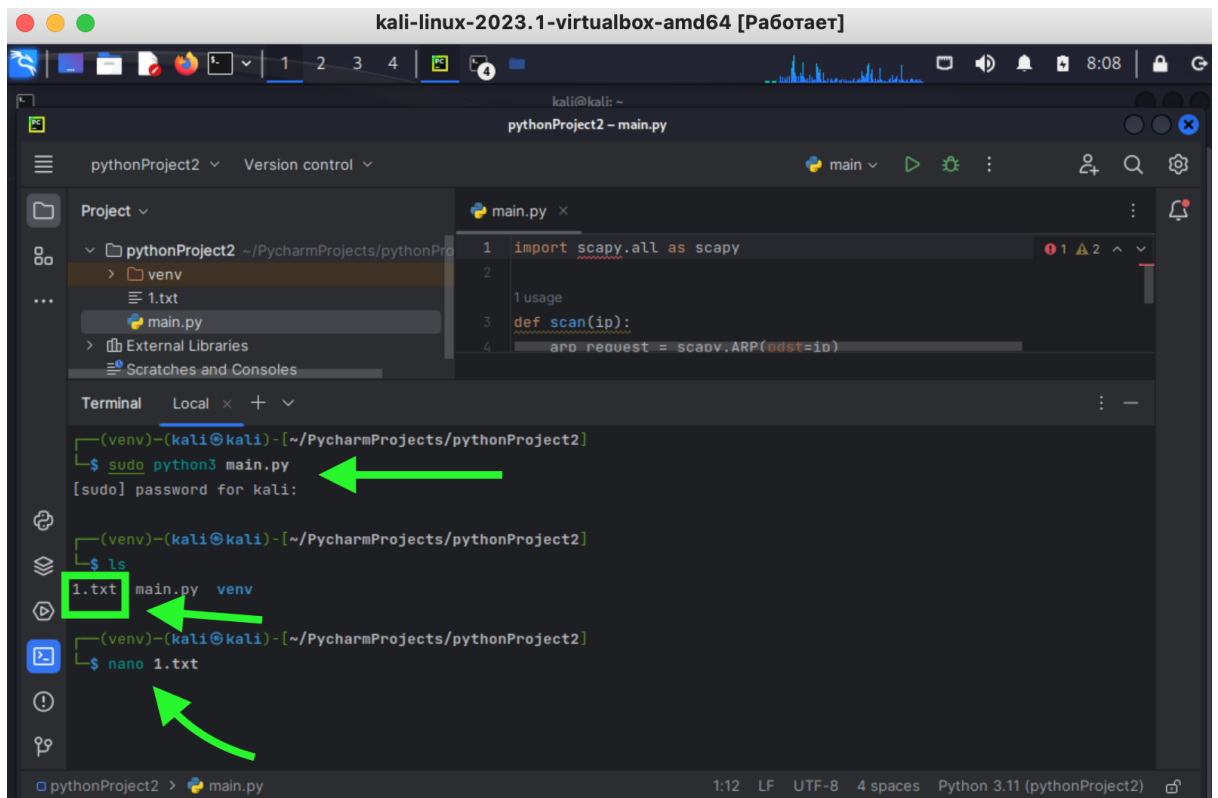 kali-linux-2023.1-virtualbox-amd64 [Работает]
1 2 3 4 4 8:08
kali@kali: ~
pythonProject2 – main.py
pythonProject2 Version control main
Project main.py
pythonProject2 ~/PycharmProjects/pythonPro
venv
1.txt
main.py
External Libraries
Scratches and Consoles
1 import scapy.all as scapy 1 2
2
1 usage
3 def scan(ip):
4 arp_request = scapy.ARP(pdst=ip)
Terminal Local
(venv)-(kali㉿kali)-[~/PycharmProjects/pythonProject2]
$ sudo python3 main.py
[sudo] password for kali:
(venv)-(kali㉿kali)-[~/PycharmProjects/pythonProject2]
$ ls
1.txt main.py venv
(venv)-(kali㉿kali)-[~/PycharmProjects/pythonProject2]
$ nano 1.txt
pythonProject2 > main.py 1:12 LF UTF-8 4 spaces Python 3.11 (pythonProject2)